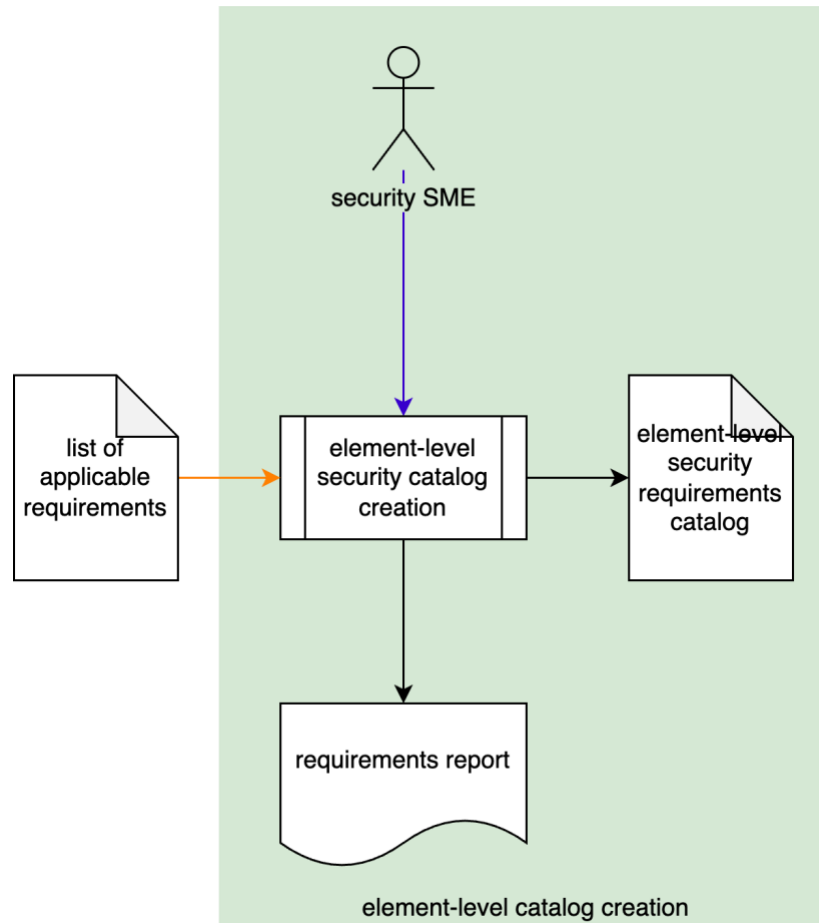 security SME
list of
applicable
requirements
element-level
security catalog
creation
element-level
security
requirements
catalog
requirements report
element-level catalog creation